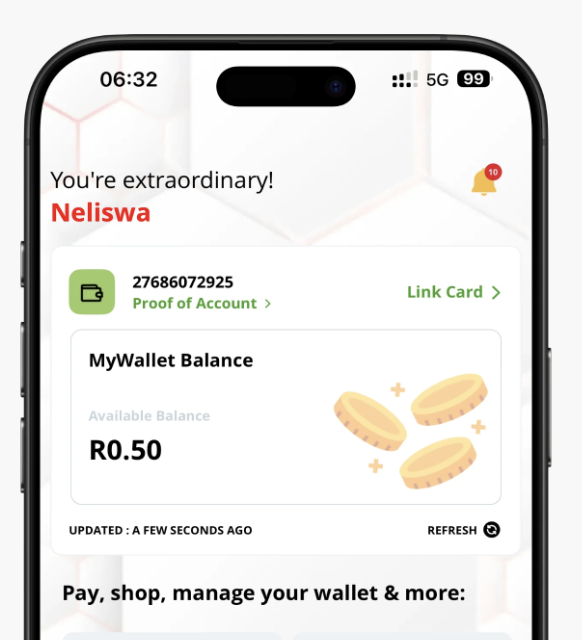 06:32 5G 99
You're extraordinary!
10
Neliswa
27686072925
Proof of Account >
Link Card >
MyWallet Balance
Available Balance
R0.50
UPDATED : A FEW SECONDS AGO
REFRESH
Pay, shop, manage your wallet & more: